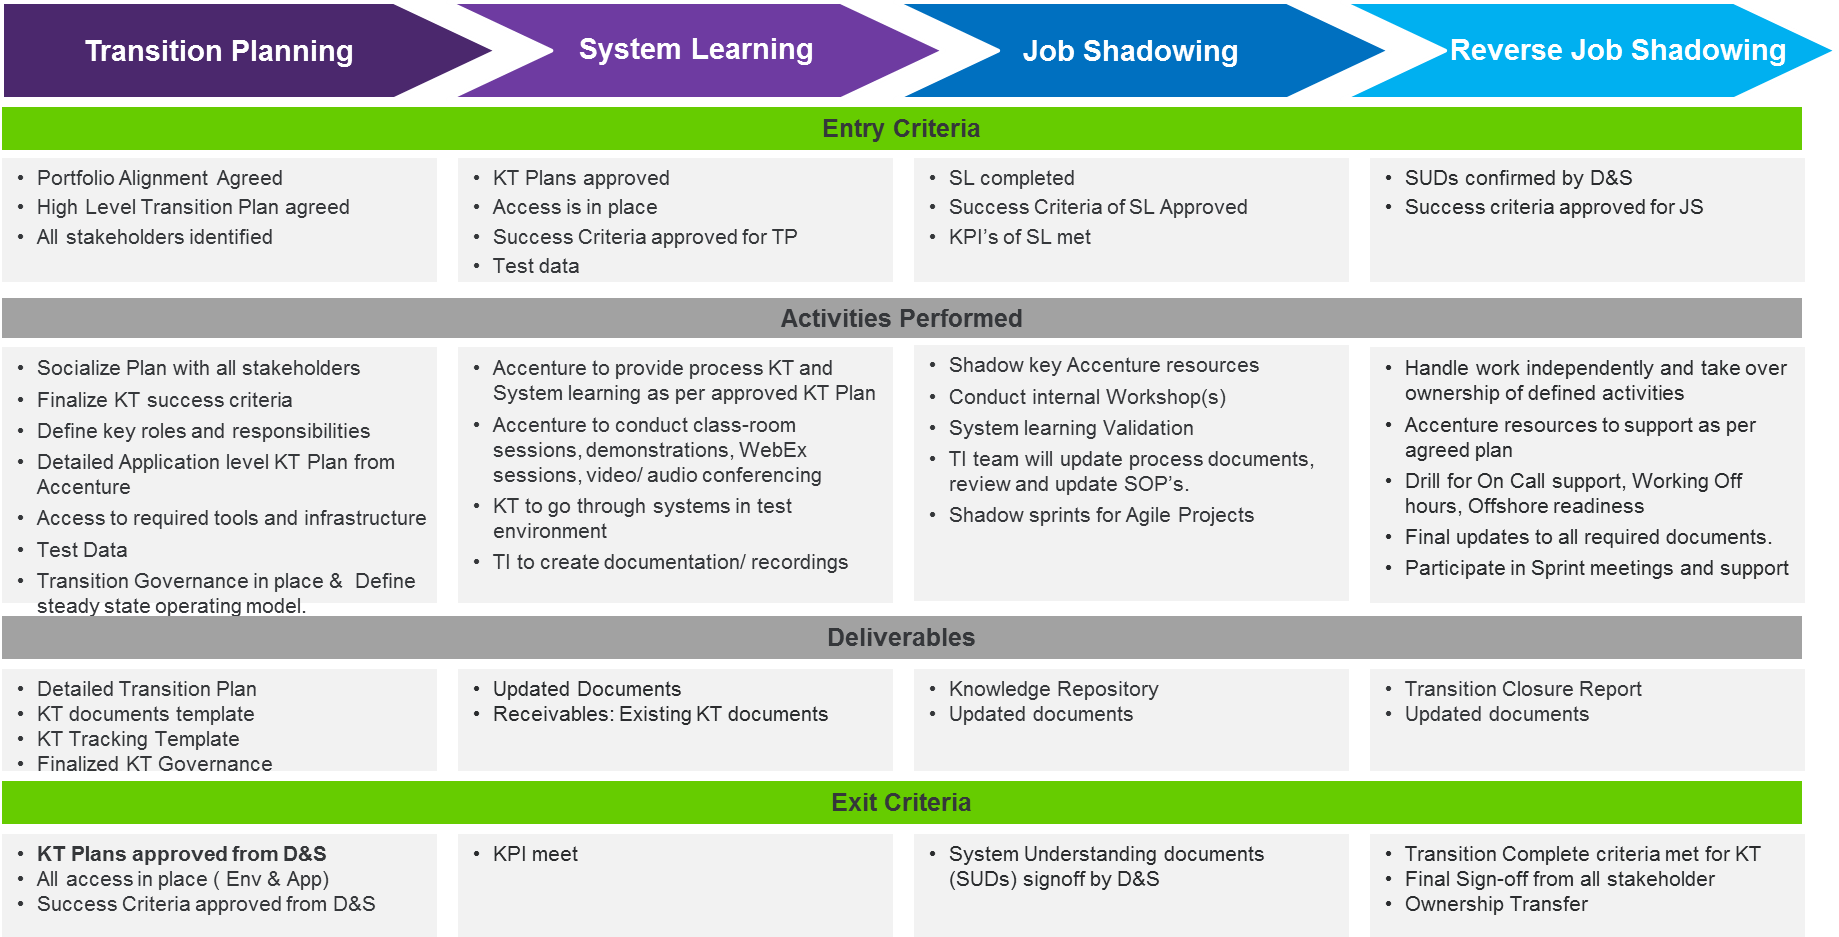 Transition Planning
System Learning
Job Shadowing
Reverse Job Shadowing
Entry Criteria
• Portfolio Alignment Agreed
• High Level Transition Plan agreed
• All stakeholders identified
• KT Plans approved
• Access is in place
• Success Criteria approved for TP
• Test data
• SL completed
• Success Criteria of SL Approved
• KPI's of SL met
• SUDs confirmed by D&S
• Success criteria approved for JS
Activities Performed
• Socialize Plan with all stakeholders
• Finalize KT success criteria
• Define key roles and responsibilities
• Detailed Application level KT Plan from
Accenture
• Access to required tools and infrastructure
• Test Data
• Transition Governance in place & Define
steady state operating model.
• Accenture to provide process KT and
System learning as per approved KT Plan
• Accenture to conduct class-room
sessions, demonstrations, WebEx
sessions, video/ audio conferencing
• KT to go through systems in test
environment
• TI to create documentation/ recordings
• Shadow key Accenture resources
• Conduct internal Workshop(s)
• System learning Validation
• TI team will update process documents,
review and update SOP's.
• Shadow sprints for Agile Projects
• Handle work independently and take over
ownership of defined activities
• Accenture resources to support as per
agreed plan
• Drill for On Call support, Working Off
hours, Offshore readiness
• Final updates to all required documents.
• Participate in Sprint meetings and support
Deliverables
• Detailed Transition Plan
• KT documents template
• KT Tracking Template
• Finalized KT Governance
• Updated Documents
• Receivables: Existing KT documents
• Knowledge Repository
• Updated documents
• Transition Closure Report
• Updated documents
Exit Criteria
• KT Plans approved from D&S
• All access in place ( Env & App)
• Success Criteria approved from D&S
• KPI meet
• System Understanding documents
(SUDs) signoff by D&S
• Transition Complete criteria met for KT
• Final Sign-off from all stakeholder
• Ownership Transfer